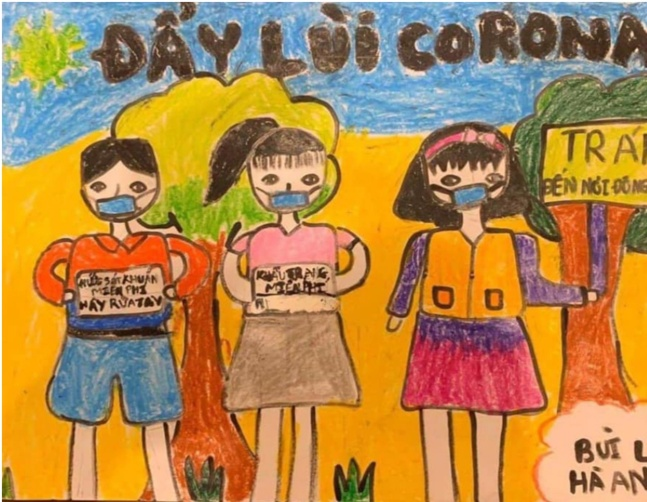 ĐẨY LÙI CORONA
NƯỚC SÁT KHUẨN
MIỄN PHÍ
HÃY RỬA TAY
KHẨU TRANG
MIỄN PHÍ
TRÁ
ĐẾN NƠI ĐÔNG
BÙI L
HÀ AN